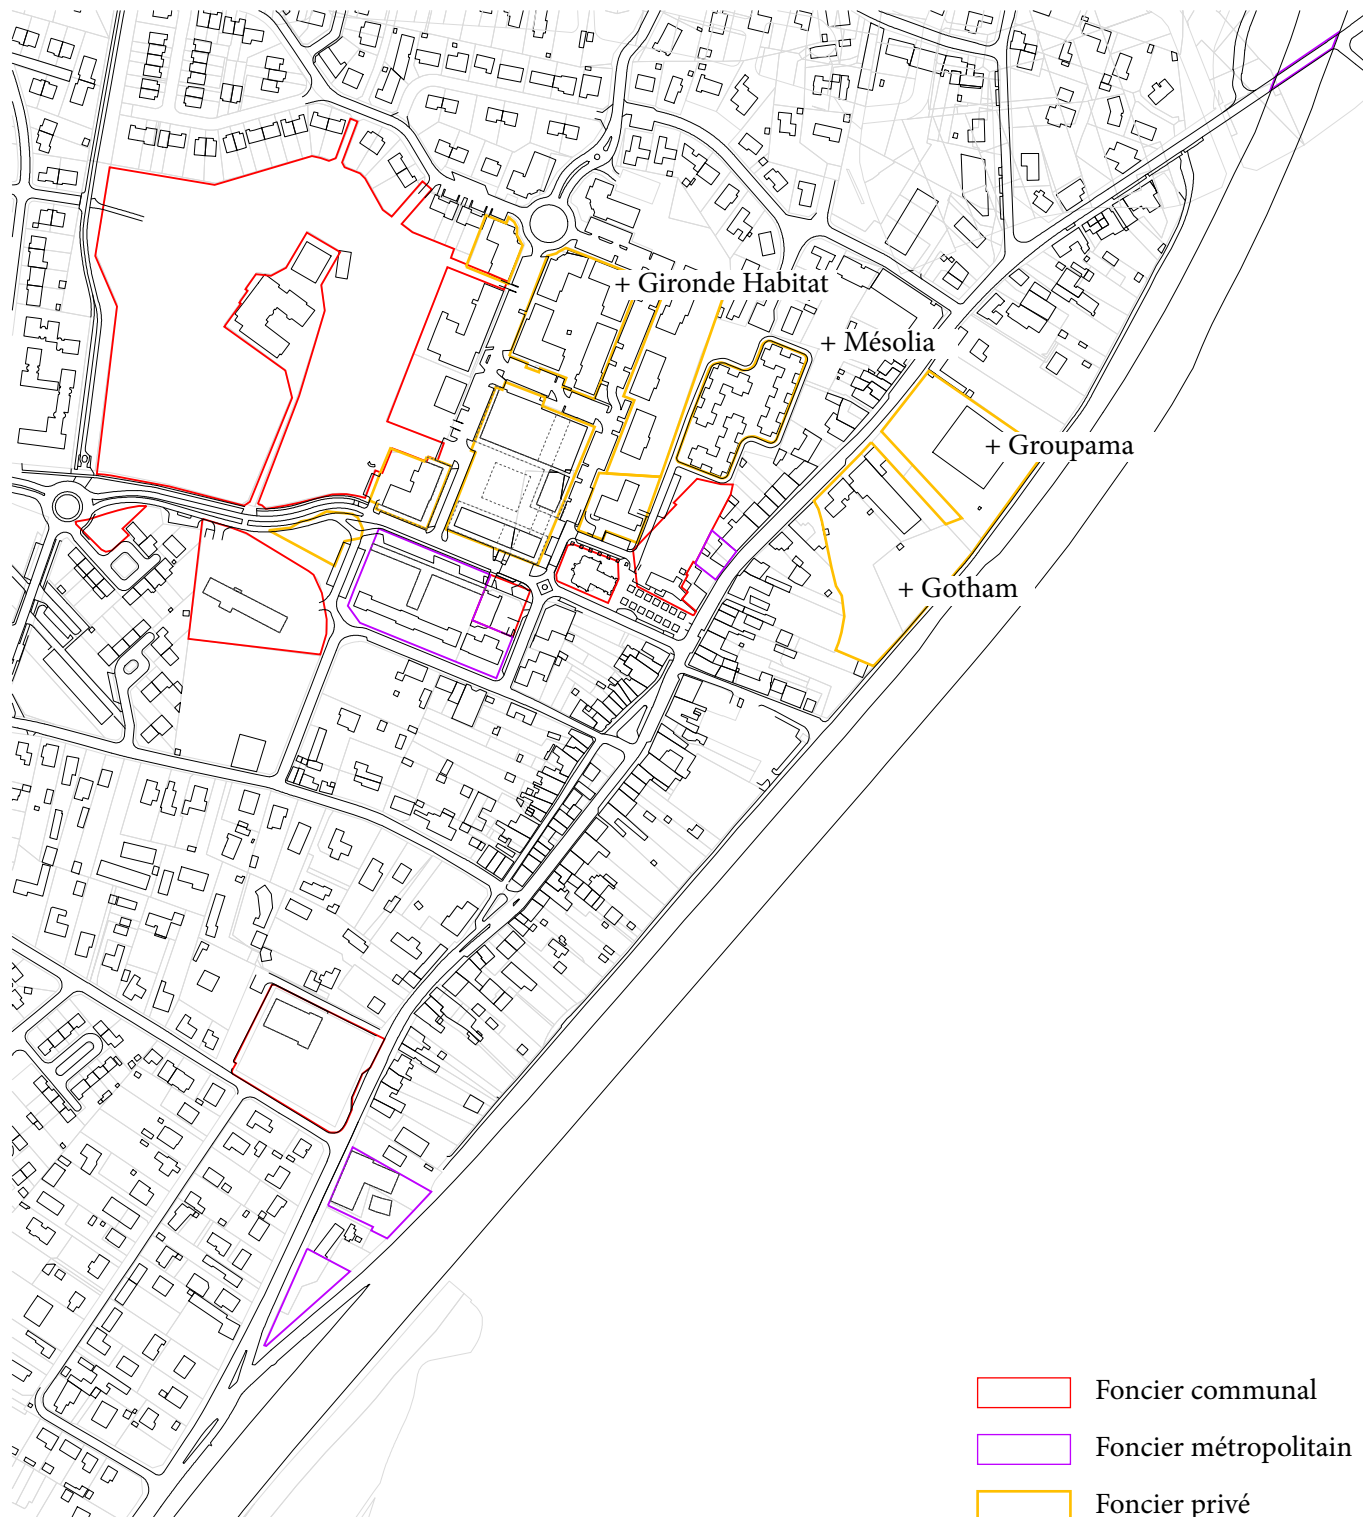 + Gironde Habitat
+ Mésolia
+ Groupama
+ Gotham
Foncier communal
Foncier métropolitain
Foncier privé